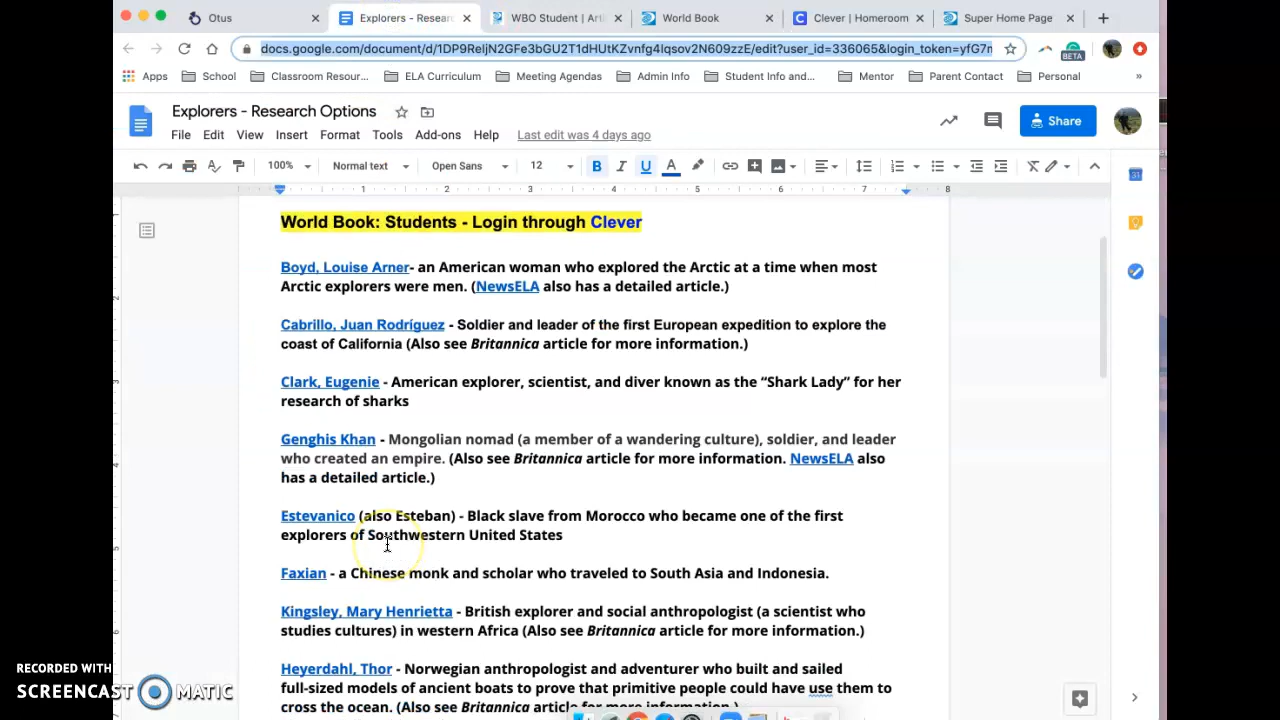 Otus
Explorers - Resear
WBO Student | Arti
World Book
Clever | Homeroom
Super Home Page
docs.google.com/document/d/1DP9ReljN2GFe3bGU2T1dHUtKZvnfg4Iqsov2N609zzE/edit?user_id=336065&login_token=yfG7n
BETA
Apps
School
Classroom Resour...
ELA Curriculum
Meeting Agendas
Admin Info
Student Info and...
Mentor
Parent Contact
Personal
»
Explorers - Research Options
File Edit View Insert Format Tools Add-ons Help Last edit was 4 days ago
Share
100% Normal text Open Sans 12 B I U A
1 2 3 4 5 6 7 8
World Book: Students - Login through Clever
Boyd, Louise Arner- an American woman who explored the Arctic at a time when most
Arctic explorers were men. (NewsELA also has a detailed article.)
Cabrillo, Juan Rodríguez - Soldier and leader of the first European expedition to explore the
coast of California (Also see Britannica article for more information.)
Clark, Eugenie - American explorer, scientist, and diver known as the “Shark Lady” for her
research of sharks
Genghis Khan - Mongolian nomad (a member of a wandering culture), soldier, and leader
who created an empire. (Also see Britannica article for more information. NewsELA also
has a detailed article.)
Estevanico (also Esteban) - Black slave from Morocco who became one of the first
explorers of Southwestern United States
Faxian - a Chinese monk and scholar who traveled to South Asia and Indonesia.
Kingsley, Mary Henrietta - British explorer and social anthropologist (a scientist who
studies cultures) in western Africa (Also see Britannica article for more information.)
Heyerdahl, Thor - Norwegian anthropologist and adventurer who built and sailed
full-sized models of ancient boats to prove that primitive people could have use them to
cross the ocean. (Also see Britannica article for more information.)
RECORDED WITH
SCREENCAST MATIC